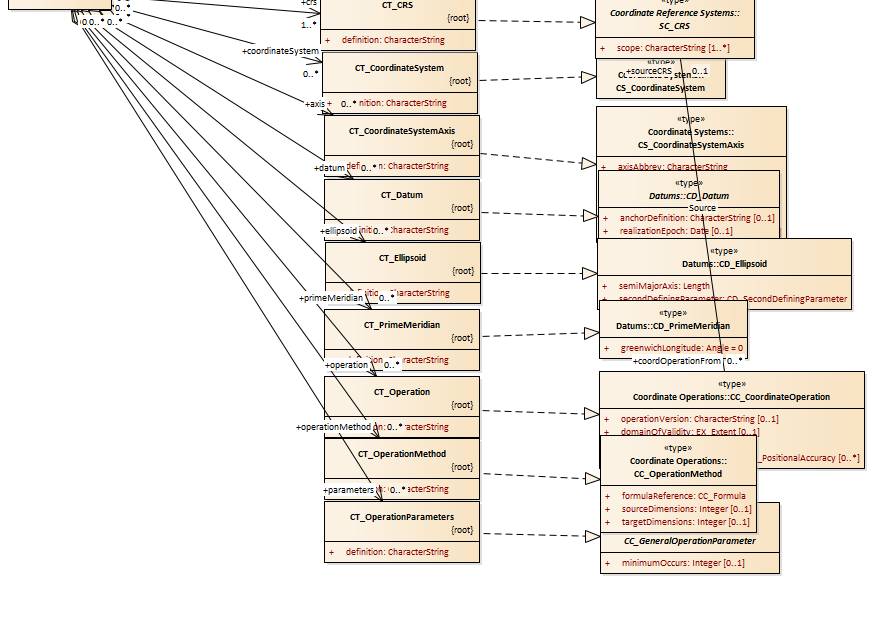 +crs
1..*
0..*
0 0..* 0..*
CT_CRS
{root}
+ definition: CharacterString
«type»
Coordinate Reference Systems::
SC_CRS
+ scope: CharacterString [1..*]
+coordinateSystem
0..*
CT_CoordinateSystem
{root}
+ nition: CharacterString
«type»
+sourceCRS 0..1
CS_CoordinateSystem
+axis 0..*
CT_CoordinateSystemAxis
{root}
CharacterString
«type»
Coordinate Systems::
CS_CoordinateSystemAxis
+ axisAbbrev: CharacterString
+datum 0..*
CT_Datum
{root}
haracterString
«type»
Datums::CD_Datum
Source
+ anchorDefinition: CharacterString [0..1]
+ realizationEpoch: Date [0..1]
+ellipsoid 0..*
CT_Ellipsoid
{root}
aracterString
«type»
Datums::CD_Ellipsoid
+ semiMajorAxis: Length
+ secondDefiningParameter: CD_SecondDefiningParameter
+primeMeridian 0..*
CT_PrimeMeridian
{root}
aracterString
«type»
Datums::CD_PrimeMeridian
+ greenwichLongitude: Angle = 0
+coordOperationFrom 0..*
+operation 0..*
CT_Operation
{root}
acterString
«type»
Coordinate Operations::CC_CoordinateOperation
+ operationVersion: CharacterString [0..1]
+ domainOfValidity: EX_Extent [0..1]
_PositionalAccuracy [0..*]
+operationMethod 0..*
CT_OperationMethod
{root}
acterString
«type»
Coordinate Operations::
CC_OperationMethod
+ formulaReference: CC_Formula
+ sourceDimensions: Integer [0..1]
+ targetDimensions: Integer [0..1]
+parameters 0..*
CT_OperationParameters
{root}
+ definition: CharacterString
CC_GeneralOperationParameter
+ minimumOccurs: Integer [0..1]